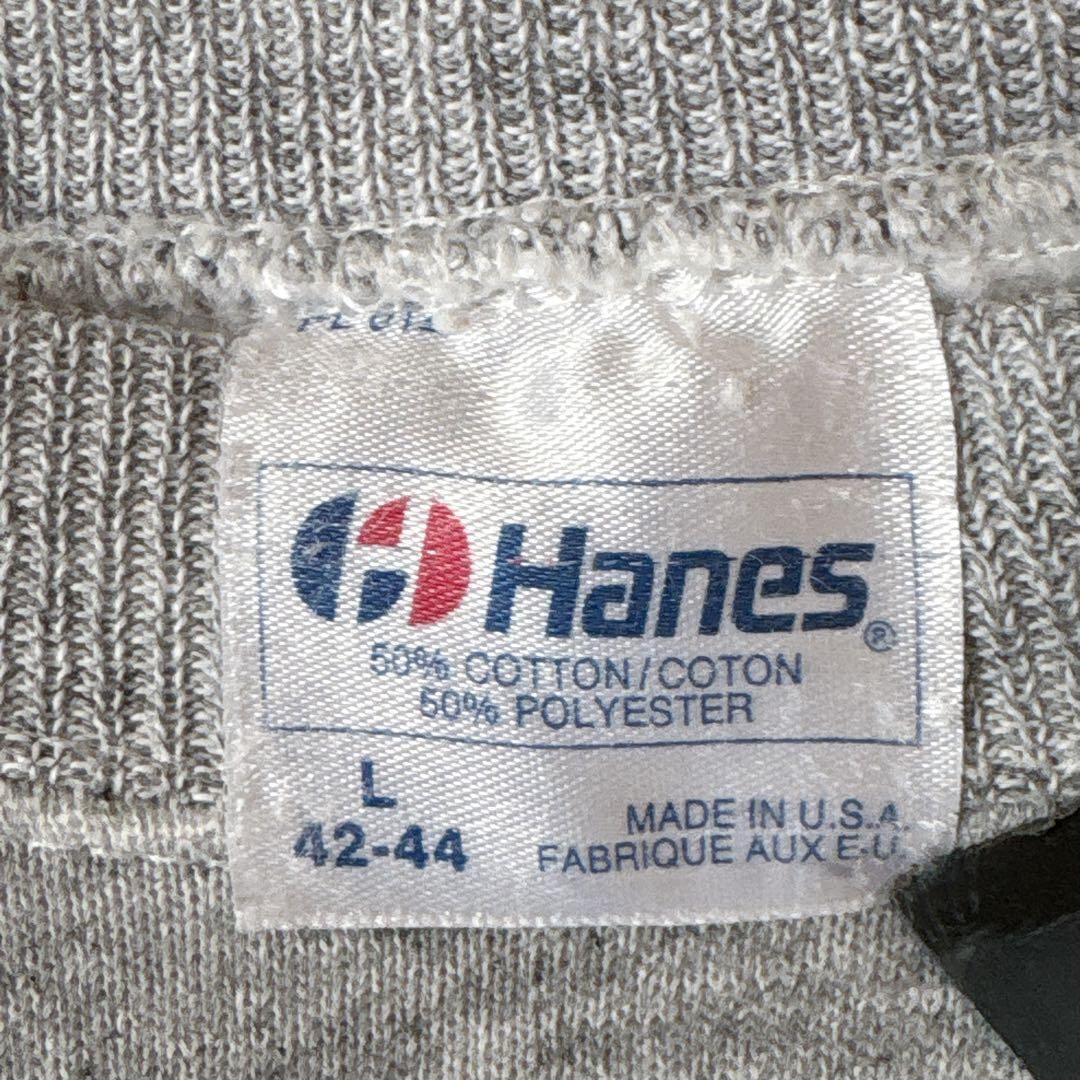 Hanes®
50% COTTON/COTON
50% POLYESTER
L
42-44
MADE IN U.S.A.
FABRIQUE AUX E-U.